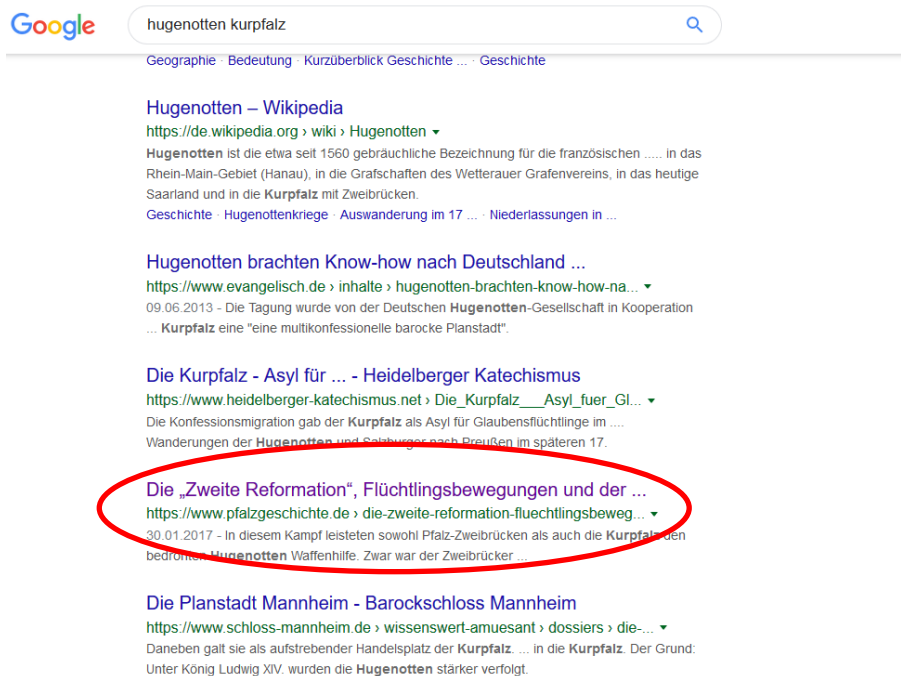 Google
hugenotten kurpfalz
Geographie · Bedeutung · Kurzüberblick Geschichte ... · Geschichte
Hugenotten – Wikipedia
https://de.wikipedia.org › wiki › Hugenotten
Hugenotten ist die etwa seit 1560 gebräuchliche Bezeichnung für die französischen ..... in das
Rhein-Main-Gebiet (Hanau), in die Grafschaften des Wetterauer Grafenvereins, in das heutige
Saarland und in die Kurpfalz mit Zweibrücken.
Geschichte · Hugenottenkriege · Auswanderung im 17 ... · Niederlassungen in ...
Hugenotten brachten Know-how nach Deutschland ...
https://www.evangelisch.de › inhalte › hugenotten-brachten-know-how-na...
09.06.2013 - Die Tagung wurde von der Deutschen Hugenotten-Gesellschaft in Kooperation
... Kurpfalz eine "eine multikonfessionelle barocke Planstadt".
Die Kurpfalz - Asyl für ... - Heidelberger Katechismus
https://www.heidelberger-katechismus.net › Die_Kurpfalz___Asyl_fuer_Gl...
Die Konfessionsmigration gab der Kurpfalz als Asyl für Glaubensflüchtlinge im ....
Wanderungen der Hugenotten und Salzburger nach Preußen im späteren 17.
Die „Zweite Reformation“, Flüchtlingsbewegungen und der ...
https://www.pfalzgeschichte.de › die-zweite-reformation-fluechtlingsbeweg...
30.01.2017 - In diesem Kampf leisteten sowohl Pfalz-Zweibrücken als auch die Kurpfalz den
bedrohten Hugenotten Waffenhilfe. Zwar war der Zweibrücker ...
Die Planstadt Mannheim - Barockschloss Mannheim
https://www.schloss-mannheim.de › wissenswert-amuesant › dossiers › die-...
Daneben galt sie als aufstrebender Handelsplatz der Kurpfalz. ... in die Kurpfalz. Der Grund:
Unter König Ludwig XIV. wurden die Hugenotten stärker verfolgt.